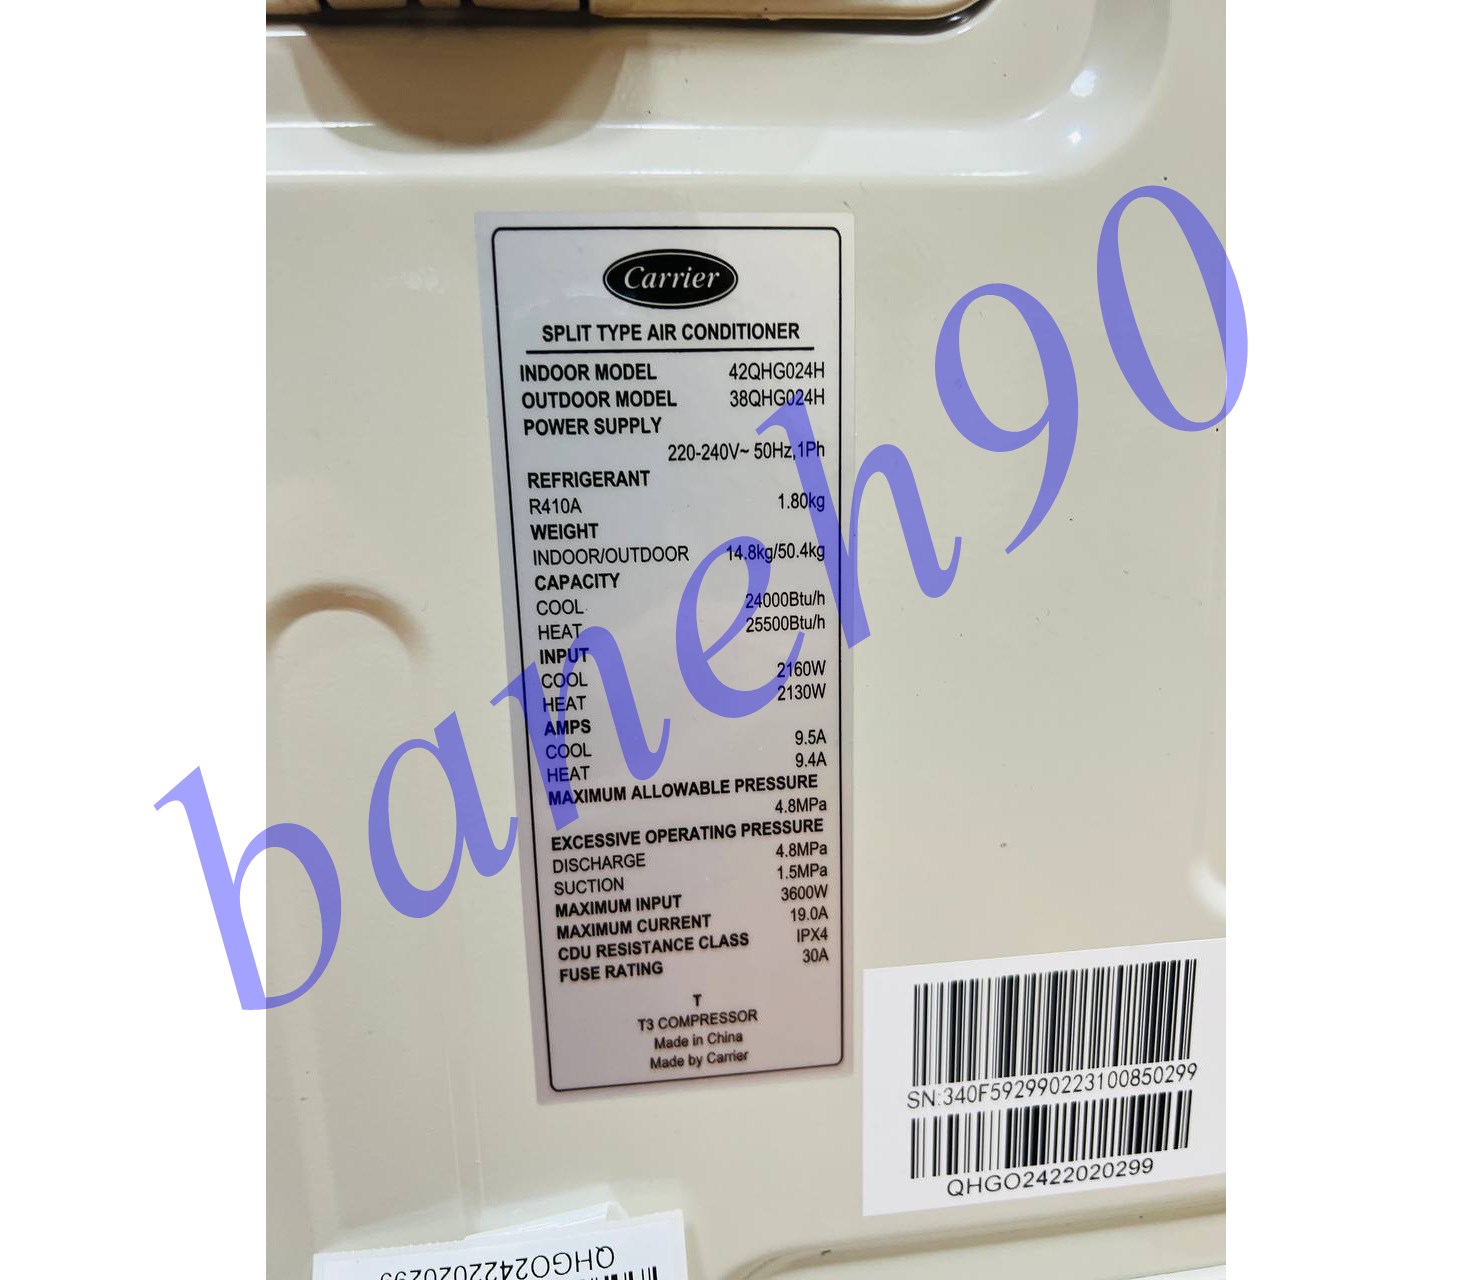 Carrier
SPLIT TYPE AIR CONDITIONER
INDOOR MODEL 42QHG024H
OUTDOOR MODEL 38QHG024H
POWER SUPPLY
220-240V~ 50Hz,1Ph
REFRIGERANT
R410A 1.80kg
WEIGHT
INDOOR/OUTDOOR 14.8kg/50.4kg
CAPACITY
COOL 24000Btu/h
HEAT 25500Btu/h
INPUT
COOL 2160W
HEAT 2130W
AMPS
COOL 9.5A
HEAT 9.4A
MAXIMUM ALLOWABLE PRESSURE
4.8MPa
EXCESSIVE OPERATING PRESSURE
DISCHARGE 4.8MPa
SUCTION 1.5MPa
MAXIMUM INPUT 3600W
MAXIMUM CURRENT 19.0A
CDU RESISTANCE CLASS IPX4
FUSE RATING 30A
T
T3 COMPRESSOR
Made in China
Made by Carrier
baneh90
SN:340F592990223100850299
QHGO2422020299
QHGO2422020299